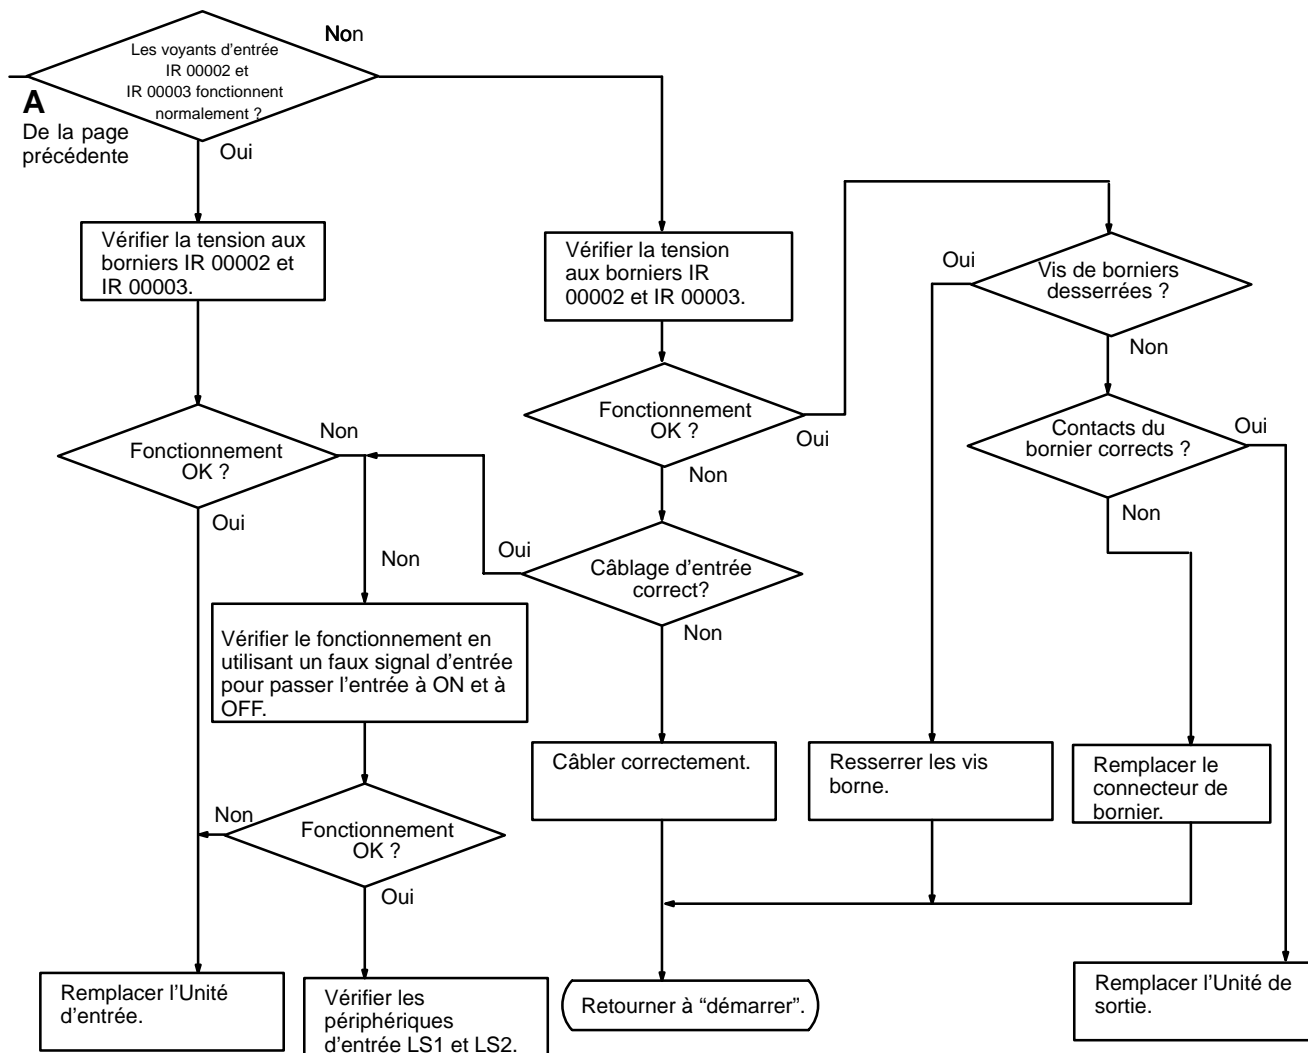 Les voyants d’entrée
IR 00002 et
IR 00003 fonctionnent
normalement ?
Non
A
De la page
précédente
Oui
Vérifier la tension aux
borniers IR 00002 et
IR 00003.
Vérifier la tension
aux borniers IR
00002 et IR 00003.
Oui
Vis de borniers
desserrées ?
Non
Fonctionnement
OK ?
Oui
Non
Contacts du
bornier corrects ?
Oui
Non
Fonctionnement
OK ?
Non
Oui
Non
Oui
Câblage d’entrée
correct?
Non
Vérifier le fonctionnement en
utilisant un faux signal d’entrée
pour passer l’entrée à ON et à
OFF.
Câbler correctement.
Resserrer les vis
borne.
Remplacer le
connecteur de
bornier.
Non
Fonctionnement
OK ?
Oui
Remplacer l’Unité
d’entrée.
Vérifier les
périphériques
d’entrée LS1 et LS2.
Retourner à “démarrer”.
Remplacer l’Unité de
sortie.